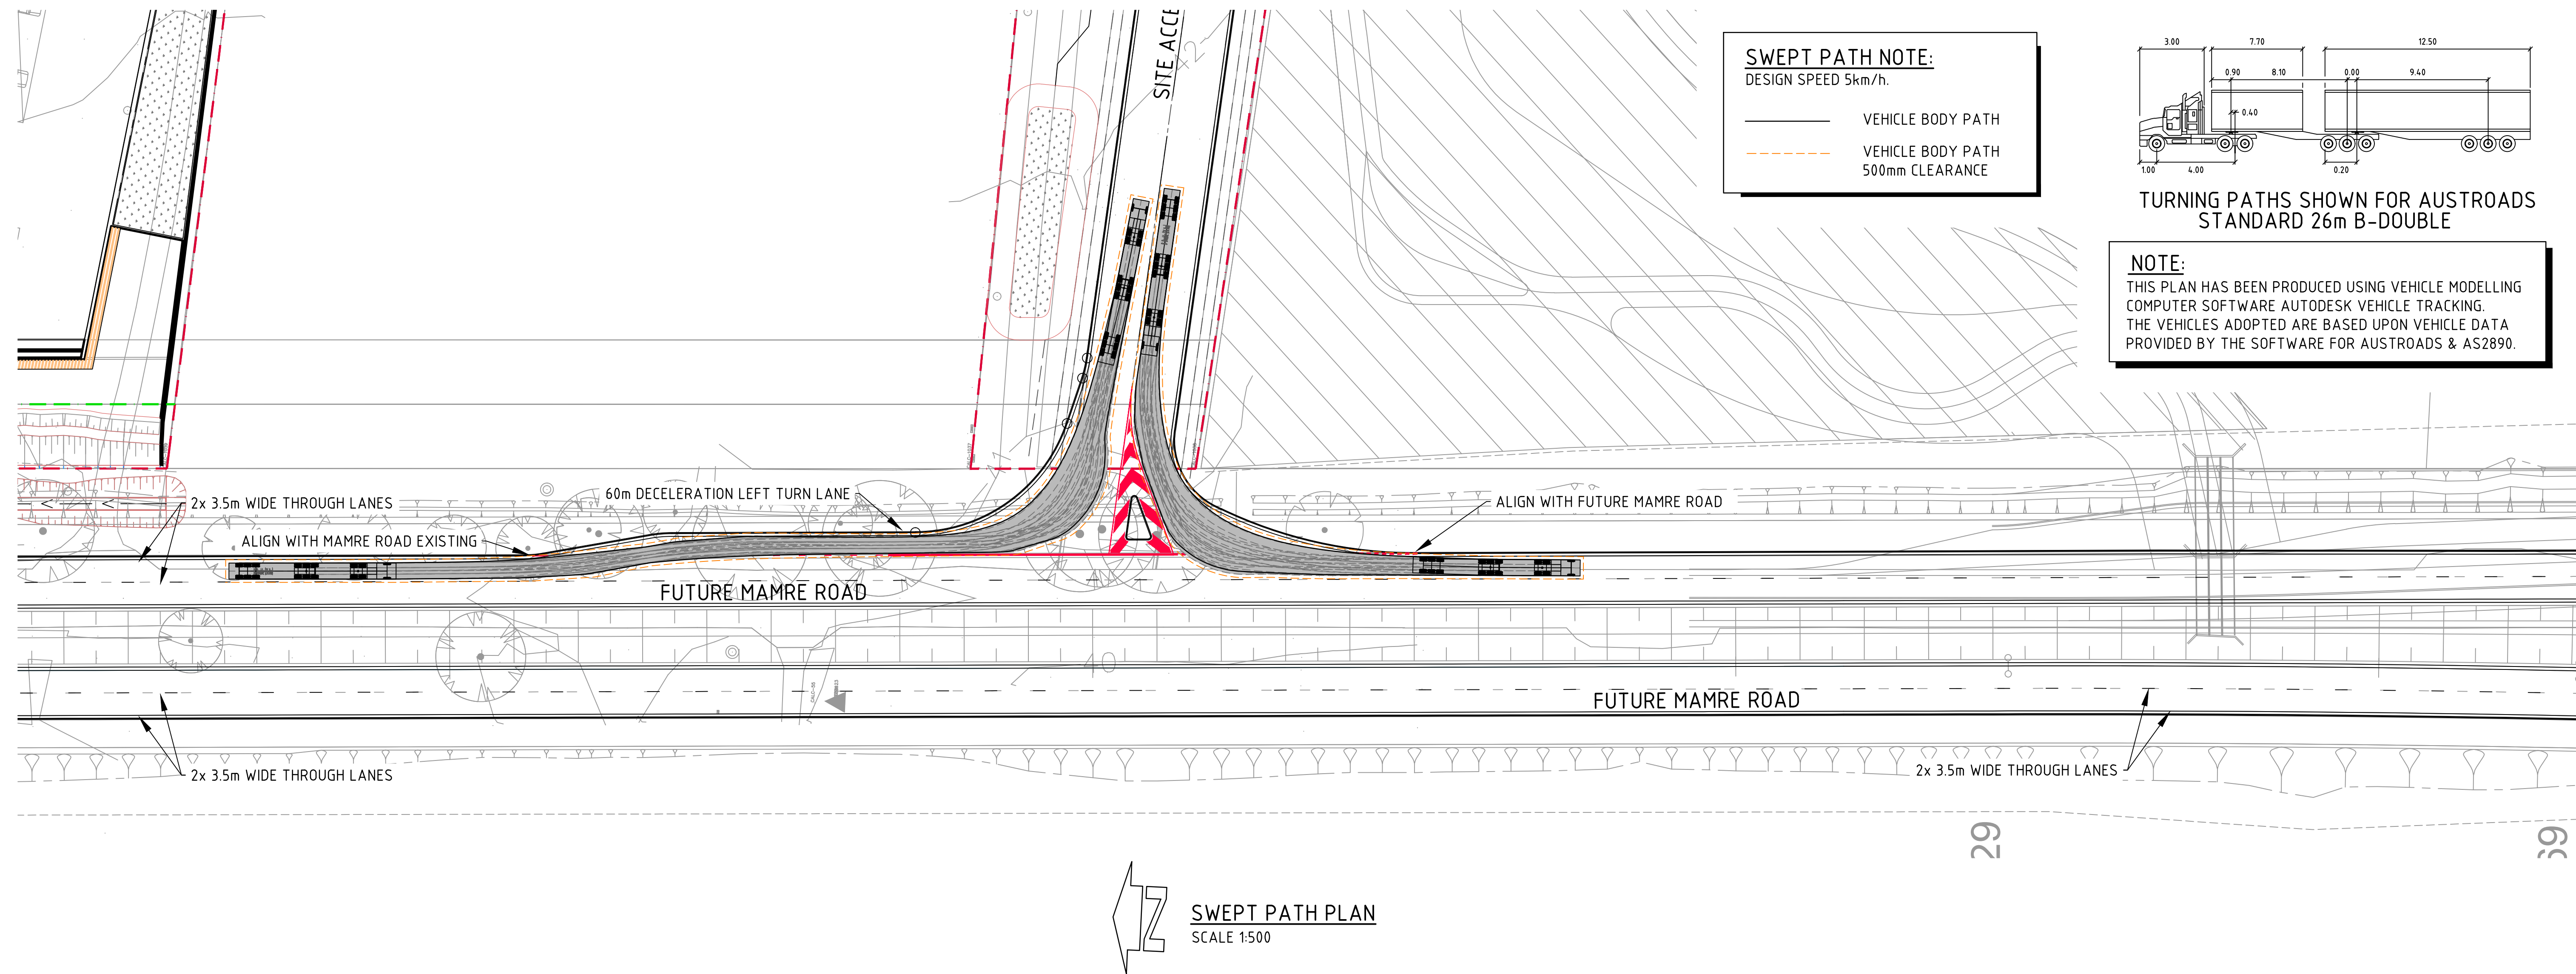 SITE ACCE
42
SWEPT PATH NOTE:
DESIGN SPEED 5km/h.
VEHICLE BODY PATH
VEHICLE BODY PATH
500mm CLEARANCE
3.00
7.70
12.50
0.90
8.10
0.00
9.40
0.40
1.00
4.00
0.20
TURNING PATHS SHOWN FOR AUSTROADS
STANDARD 26m B-DOUBLE
NOTE:
THIS PLAN HAS BEEN PRODUCED USING VEHICLE MODELLING
COMPUTER SOFTWARE AUTODESK VEHICLE TRACKING.
THE VEHICLES ADOPTED ARE BASED UPON VEHICLE DATA
PROVIDED BY THE SOFTWARE FOR AUSTROADS & AS2890.
2x 3.5m WIDE THROUGH LANES
60m DECELERATION LEFT TURN LANE
ALIGN WITH FUTURE MAMRE ROAD
ALIGN WITH MAMRE ROAD EXISTING
FUTURE MAMRE ROAD
FUTURE MAMRE ROAD
2x 3.5m WIDE THROUGH LANES
2x 3.5m WIDE THROUGH LANES
29
69
N
SWEPT PATH PLAN
SCALE 1:500